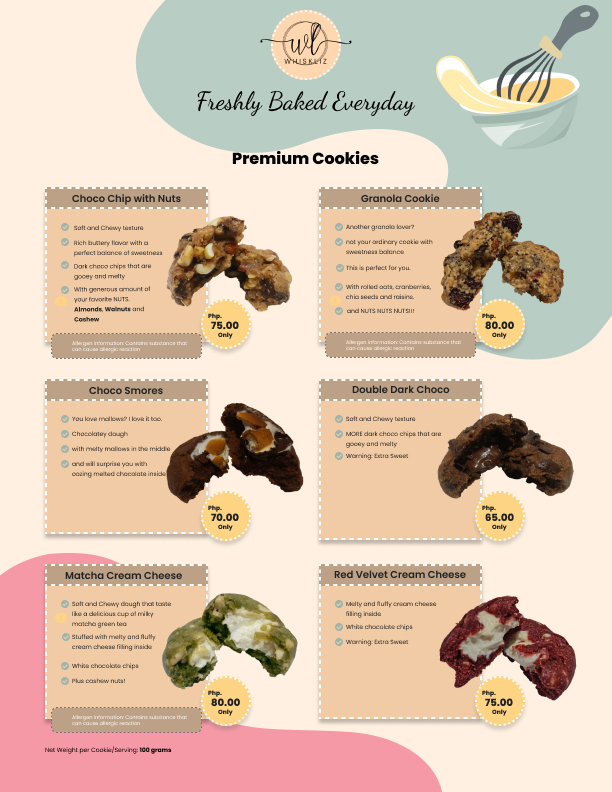 wl
WHISKLIZ
Freshly Baked Everyday
Premium Cookies
Choco Chip with Nuts
Soft and Chewy texture
Rich buttery flavor with a
perfect balance of sweetness
Dark choco chips that are
gooey and melty
With generous amount of
your favorite NUTS.
Almonds, Walnuts and
Cashew
Php.
75.00
Only
Allergen Information: Contains substance that
can cause allergic reaction
Granola Cookie
Another granola lover?
not your ordinary cookie with
sweetness balance
This is perfect for you.
With rolled oats, cranberries,
chia seeds and raisins.
and NUTS NUTS NUTS!!
Php.
80.00
Only
Allergen Information: Contains substance that
can cause allergic reaction
Choco Smores
You love mallows? I love it too.
Chocolatey dough
with melty mallows in the middle
and will surprise you with
oozing melted chocolate inside
Php.
70.00
Only
Double Dark Choco
Soft and Chewy texture
MORE dark choco chips that are
gooey and melty
Warning: Extra Sweet
Php.
65.00
Only
Matcha Cream Cheese
Soft and Chewy dough that taste
like a delicious cup of milky
matcha green tea
Stuffed with melty and fluffy
cream cheese filling inside
White chocolate chips
Plus cashew nuts!
Php.
80.00
Only
Allergen Information: Contains substance that
can cause allergic reaction
Red Velvet Cream Cheese
Melty and fluffy cream cheese
filling inside
White chocolate chips
Warning: Extra Sweet
Php.
75.00
Only
Net Weight per Cookie/Serving: 100 grams